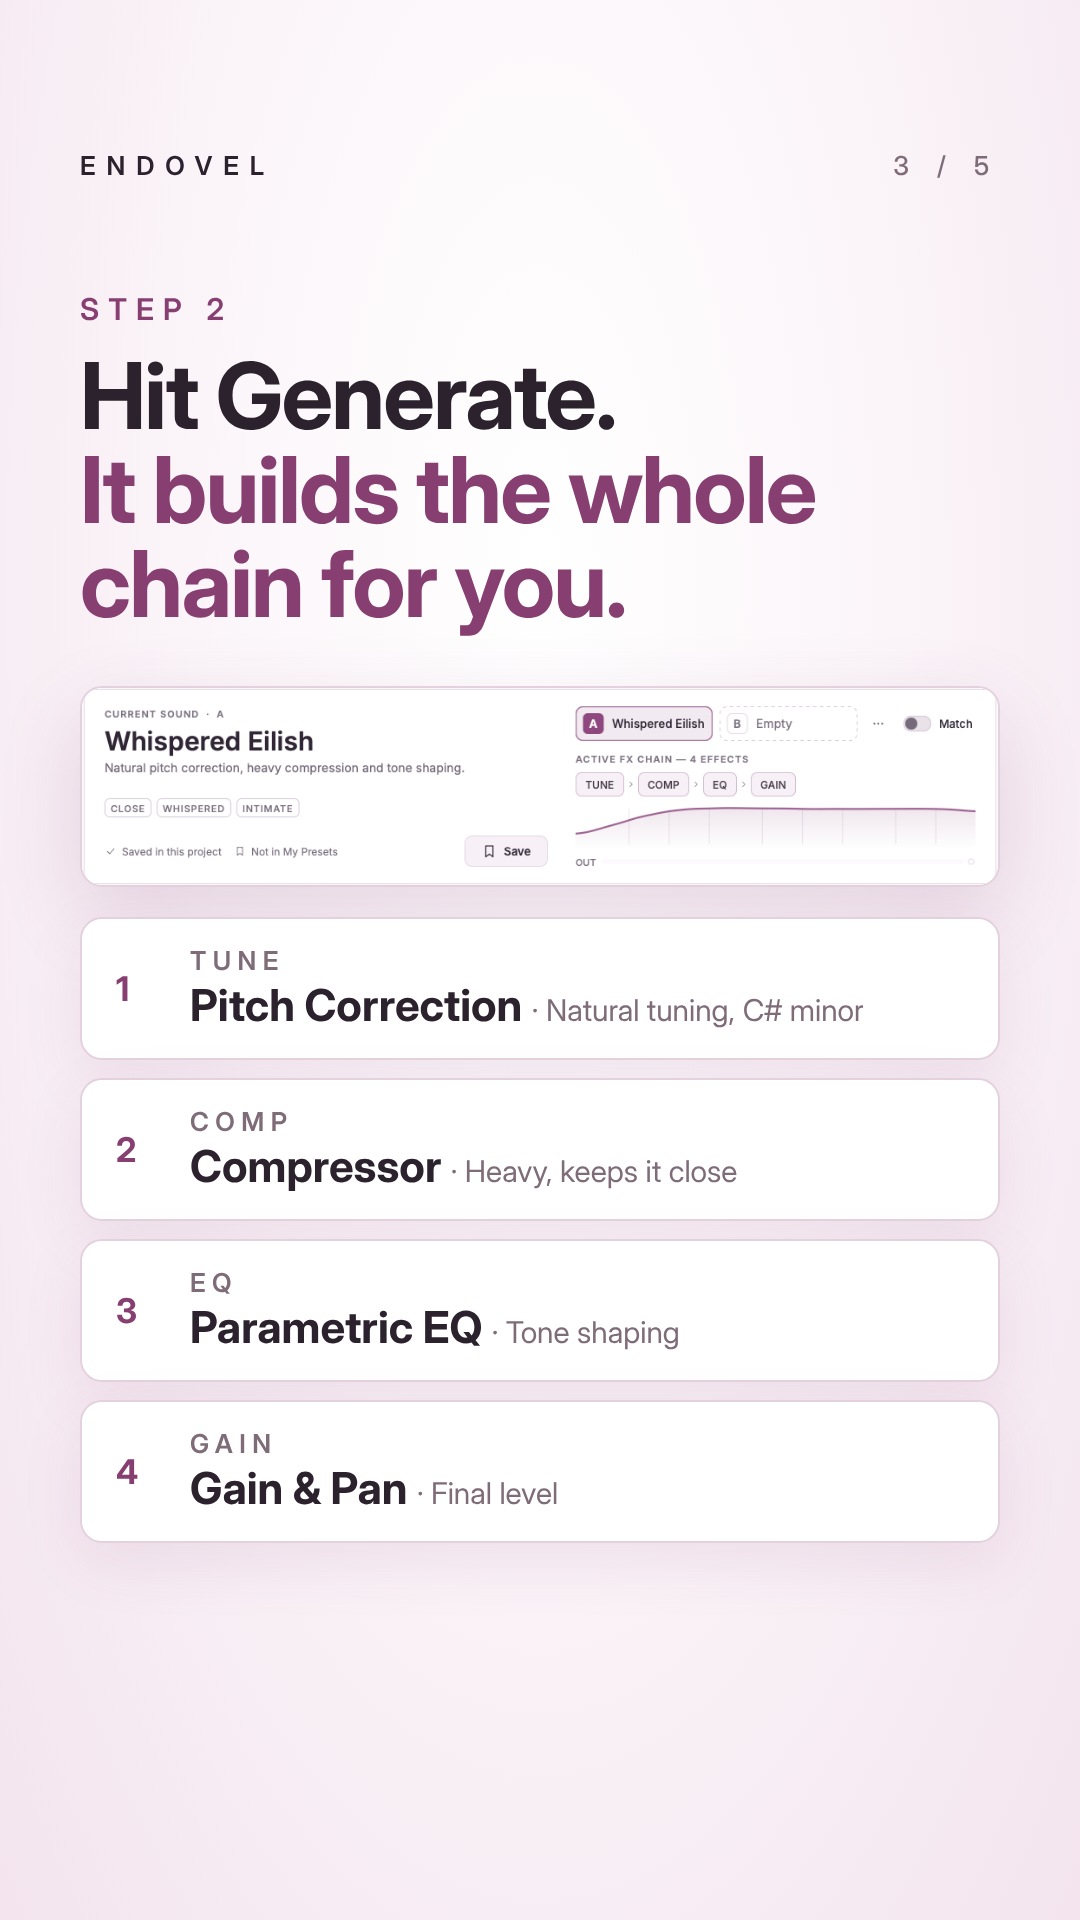 ENDOVEL
3 / 5
STEP 2
Hit Generate.
It builds the whole
chain for you.
CURRENT SOUND · A
Whispered Eilish
Natural pitch correction, heavy compression and tone shaping.
CLOSE WHISPERED INTIMATE
Saved in this project Not in My Presets Save
A Whispered Eilish B Empty ··· Match
ACTIVE FX CHAIN — 4 EFFECTS
TUNE › COMP › EQ › GAIN
OUT
1
TUNE
Pitch Correction · Natural tuning, C# minor
2
COMP
Compressor · Heavy, keeps it close
3
EQ
Parametric EQ · Tone shaping
4
GAIN
Gain & Pan · Final level